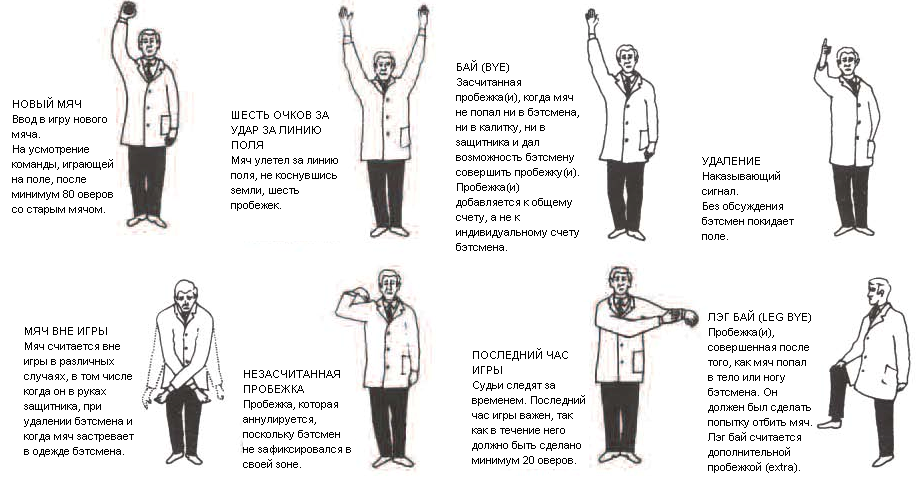 НОВЫЙ МЯЧ
Ввод в игру нового
мяча.
На усмотрение
команды, играющей
на поле, после
минимум 80 оверов
со старым мячом.
ШЕСТЬ ОЧКОВ ЗА
УДАР ЗА ЛИНИЮ
ПОЛЯ
Мяч улетел за линию
поля, не коснувшись
земли, шесть
пробежек.
БАЙ (BYE)
Засчитанная
пробежка(и), когда мяч
не попал ни в бэтсмена,
ни в калитку, ни в
защитника и дал
возможность бэтсмену
совершить пробежку(и).
Пробежка(и)
добавляется к общему
счету, а не к
индивидуальному счету
бэтсмена.
УДАЛЕНИЕ
Наказывающий
сигнал.
Без обсуждения
бэтсмен покидает
поле.
МЯЧ ВНЕ ИГРЫ
Мяч считается вне
игры в различных
случаях, в том числе
когда он в руках
защитника, при
удалении бэтсмена и
когда мяч застревает
в одежде бэтсмена.
НЕЗАСЧИТАННАЯ
ПРОБЕЖКА
Пробежка, которая
аннулируется,
поскольку бэтсмен
не зафиксировался в
своей зоне.
ПОСЛЕДНИЙ ЧАС
ИГРЫ
Судьи следят за
временем. Последний
час игры важен, так
как в течение него
должно быть сделано
минимум 20 оверов.
ЛЭГ БАЙ (LEG BYE)
Пробежка(и),
совершенная после
того, как мяч попал
в тело или ногу
бэтсмена. Он
должен был сделать
попытку отбить мяч.
Лэг бай считается
дополнительной
пробежкой (extra).